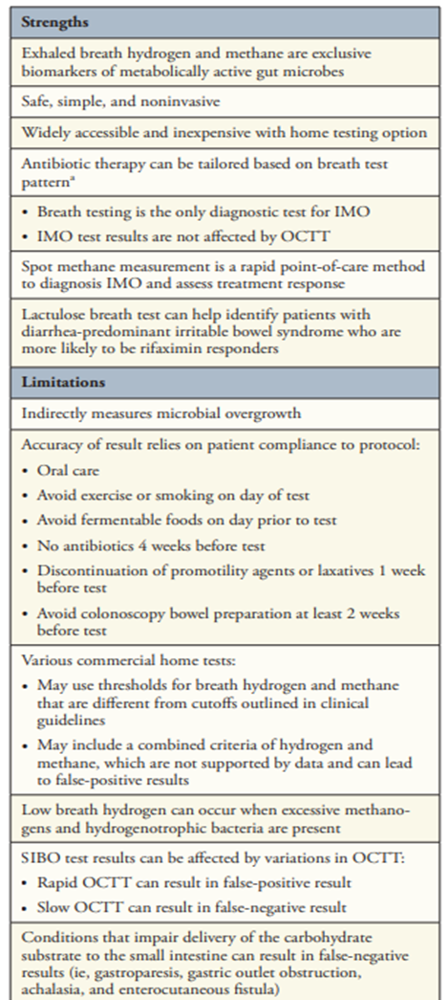 Strengths
Exhaled breath hydrogen and methane are exclusive
biomarkers of metabolically active gut microbes
Safe, simple, and noninvasive
Widely accessible and inexpensive with home testing option
Antibiotic therapy can be tailored based on breath test
patternᵃ
• Breath testing is the only diagnostic test for IMO
• IMO test results are not affected by OCTT
Spot methane measurement is a rapid point-of-care method
to diagnosis IMO and assess treatment response
Lactulose breath test can help identify patients with
diarrhea-predominant irritable bowel syndrome who are
more likely to be rifaximin responders
Limitations
Indirectly measures microbial overgrowth
Accuracy of result relies on patient compliance to protocol:
• Oral care
• Avoid exercise or smoking on day of test
• Avoid fermentable foods on day prior to test
• No antibiotics 4 weeks before test
• Discontinuation of promotility agents or laxatives 1 week
before test
• Avoid colonoscopy bowel preparation at least 2 weeks
before test
Various commercial home tests:
• May use thresholds for breath hydrogen and methane
that are different from cutoffs outlined in clinical
guidelines
• May include a combined criteria of hydrogen and
methane, which are not supported by data and can lead
to false-positive results
Low breath hydrogen can occur when excessive methano-
gens and hydrogenotrophic bacteria are present
SIBO test results can be affected by variations in OCTT:
• Rapid OCTT can result in false-positive result
• Slow OCTT can result in false-negative result
Conditions that impair delivery of the carbohydrate
substrate to the small intestine can result in false-negative
results (ie, gastroparesis, gastric outlet obstruction,
achalasia, and enterocutaneous fistula)